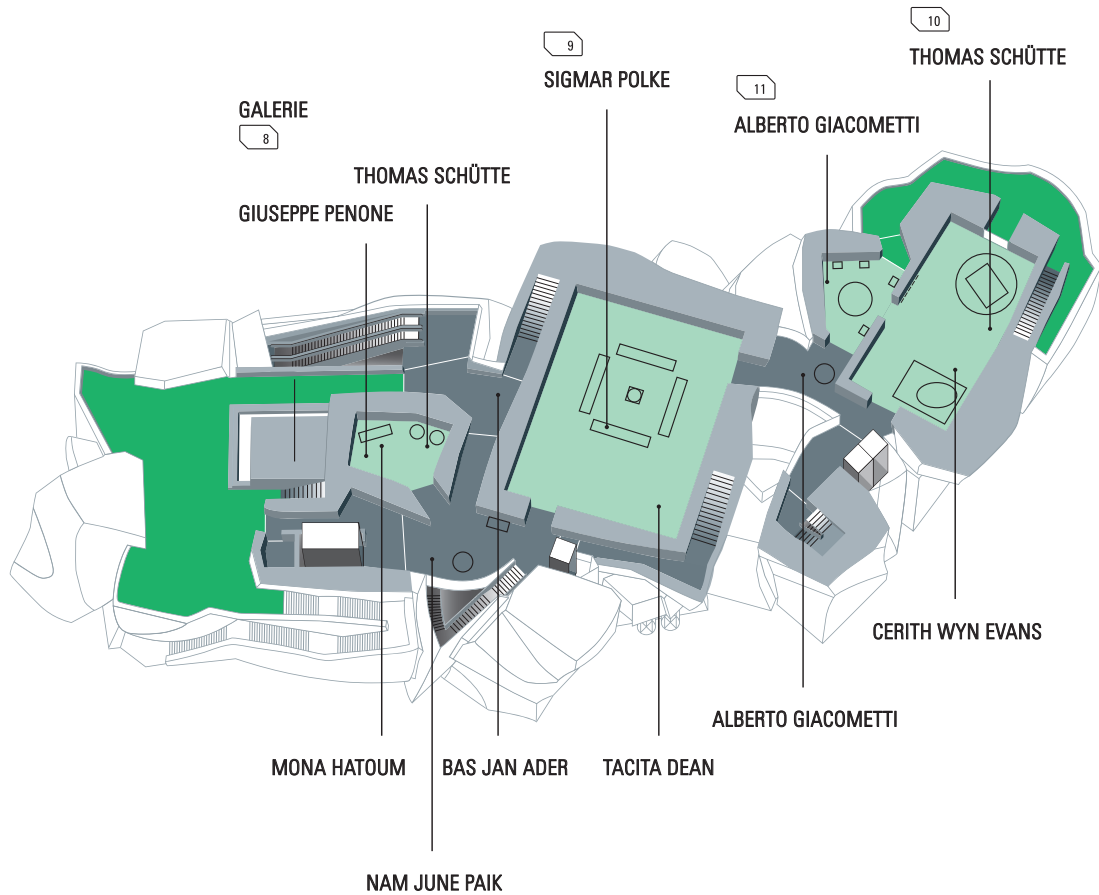 10
THOMAS SCHÜTTE
9
SIGMAR POLKE
11
ALBERTO GIACOMETTI
GALERIE
8
THOMAS SCHÜTTE
GIUSEPPE PENONE
CERITH WYN EVANS
ALBERTO GIACOMETTI
MONA HATOUM
BAS JAN ADER
TACITA DEAN
NAM JUNE PAIK